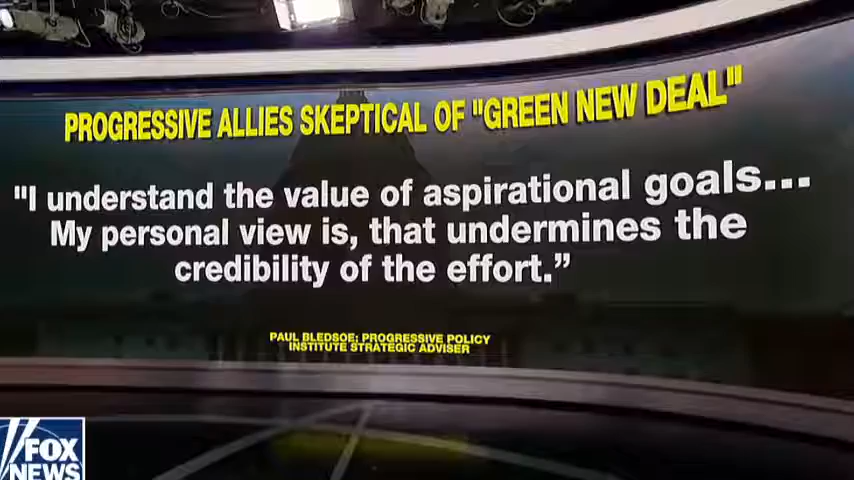 PROGRESSIVE ALLIES SKEPTICAL OF "GREEN NEW DEAL"
"I understand the value of aspirational goals...
My personal view is, that undermines the
credibility of the effort.”
PAUL BLEDSOE: PROGRESSIVE POLICY
INSTITUTE STRATEGIC ADVISER
FOX
NEWS